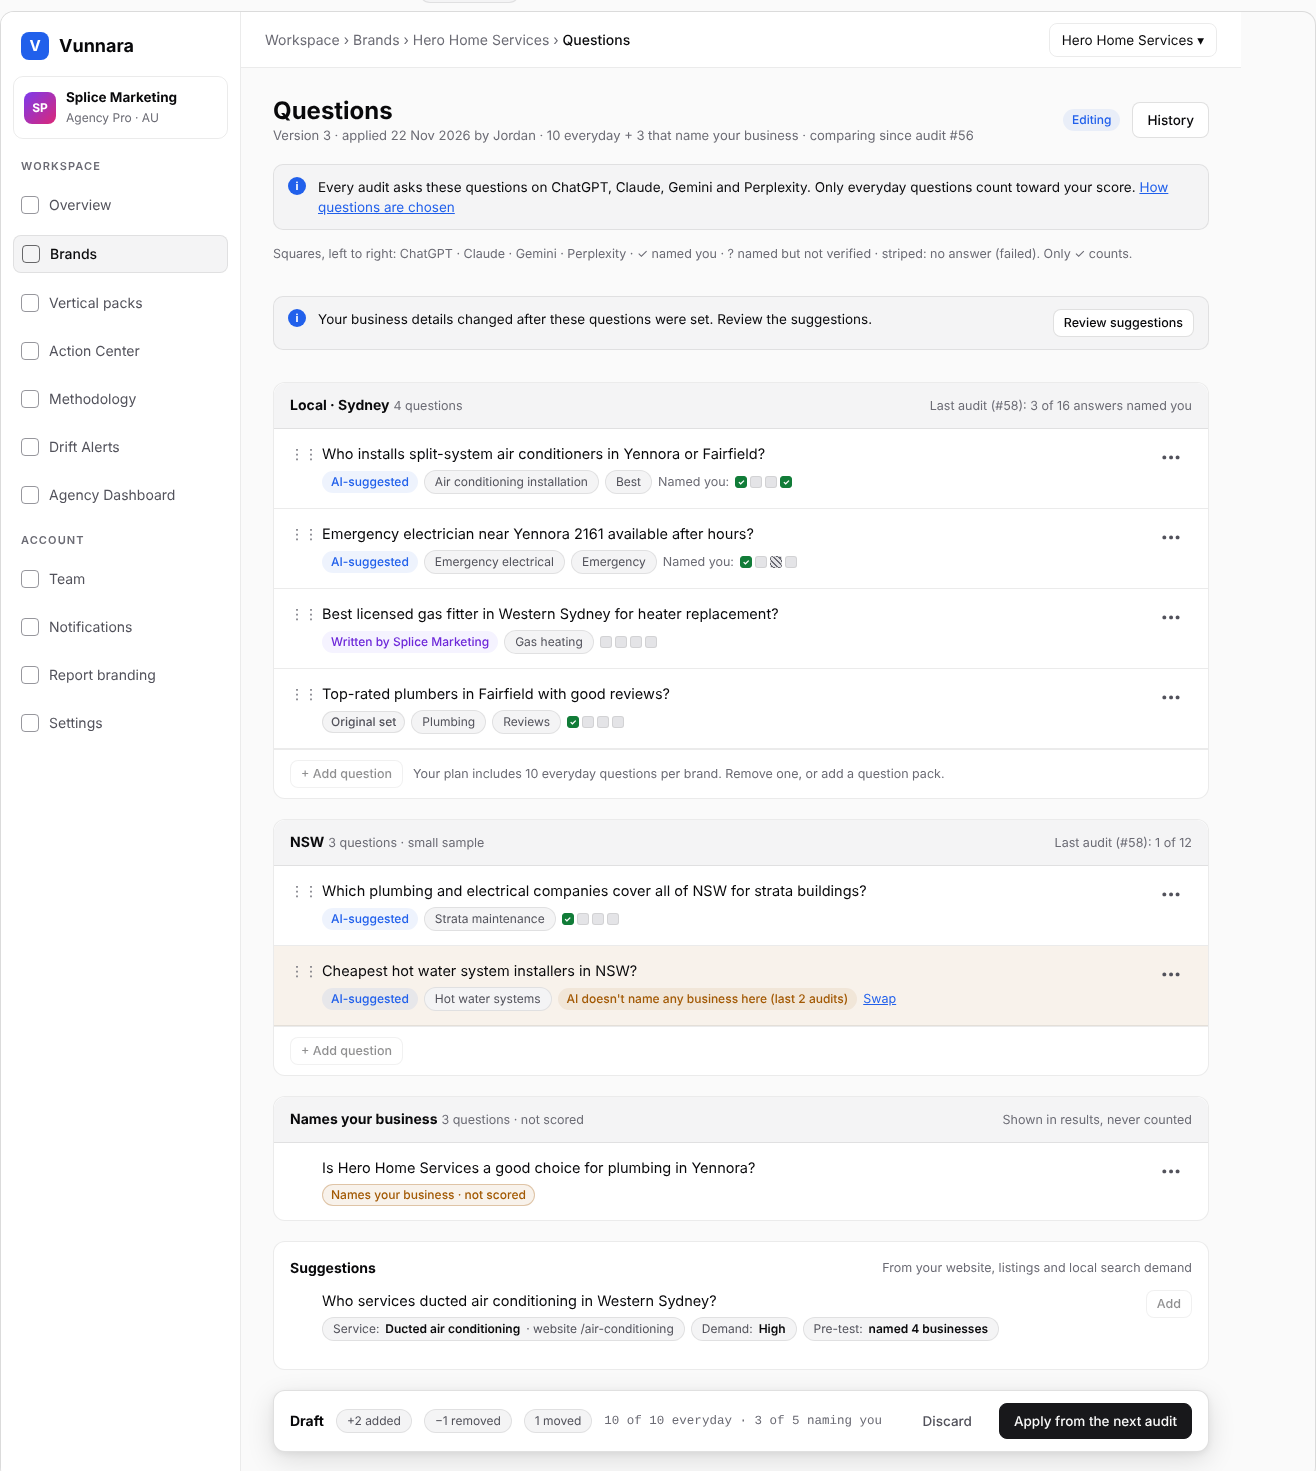 V Vunnara
SP Splice Marketing
Agency Pro · AU
WORKSPACE
Overview
Brands
Vertical packs
Action Center
Methodology
Drift Alerts
Agency Dashboard
ACCOUNT
Team
Notifications
Report branding
Settings
Workspace › Brands › Hero Home Services › Questions
Hero Home Services ▾
Questions
Version 3 · applied 22 Nov 2026 by Jordan · 10 everyday + 3 that name your business · comparing since audit #56
Editing
History
i Every audit asks these questions on ChatGPT, Claude, Gemini and Perplexity. Only everyday questions count toward your score. How
questions are chosen
Squares, left to right: ChatGPT · Claude · Gemini · Perplexity · ✓ named you · ? named but not verified · striped: no answer (failed). Only ✓ counts.
i Your business details changed after these questions were set. Review the suggestions.
Review suggestions
Local · Sydney 4 questions
Last audit (#58): 3 of 16 answers named you
Who installs split-system air conditioners in Yennora or Fairfield?
AI-suggested Air conditioning installation Best Named you: ✓ ✓
Emergency electrician near Yennora 2161 available after hours?
AI-suggested Emergency electrical Emergency Named you: ✓
Best licensed gas fitter in Western Sydney for heater replacement?
Written by Splice Marketing Gas heating
Top-rated plumbers in Fairfield with good reviews?
Original set Plumbing Reviews ✓
+ Add question Your plan includes 10 everyday questions per brand. Remove one, or add a question pack.
NSW 3 questions · small sample
Last audit (#58): 1 of 12
Which plumbing and electrical companies cover all of NSW for strata buildings?
AI-suggested Strata maintenance ✓
Cheapest hot water system installers in NSW?
AI-suggested Hot water systems AI doesn't name any business here (last 2 audits) Swap
+ Add question
Names your business 3 questions · not scored
Shown in results, never counted
Is Hero Home Services a good choice for plumbing in Yennora?
Names your business · not scored
Suggestions
From your website, listings and local search demand
Who services ducted air conditioning in Western Sydney?
Add
Service: Ducted air conditioning · website /air-conditioning Demand: High Pre-test: named 4 businesses
Draft +2 added −1 removed 1 moved 10 of 10 everyday · 3 of 5 naming you Discard Apply from the next audit